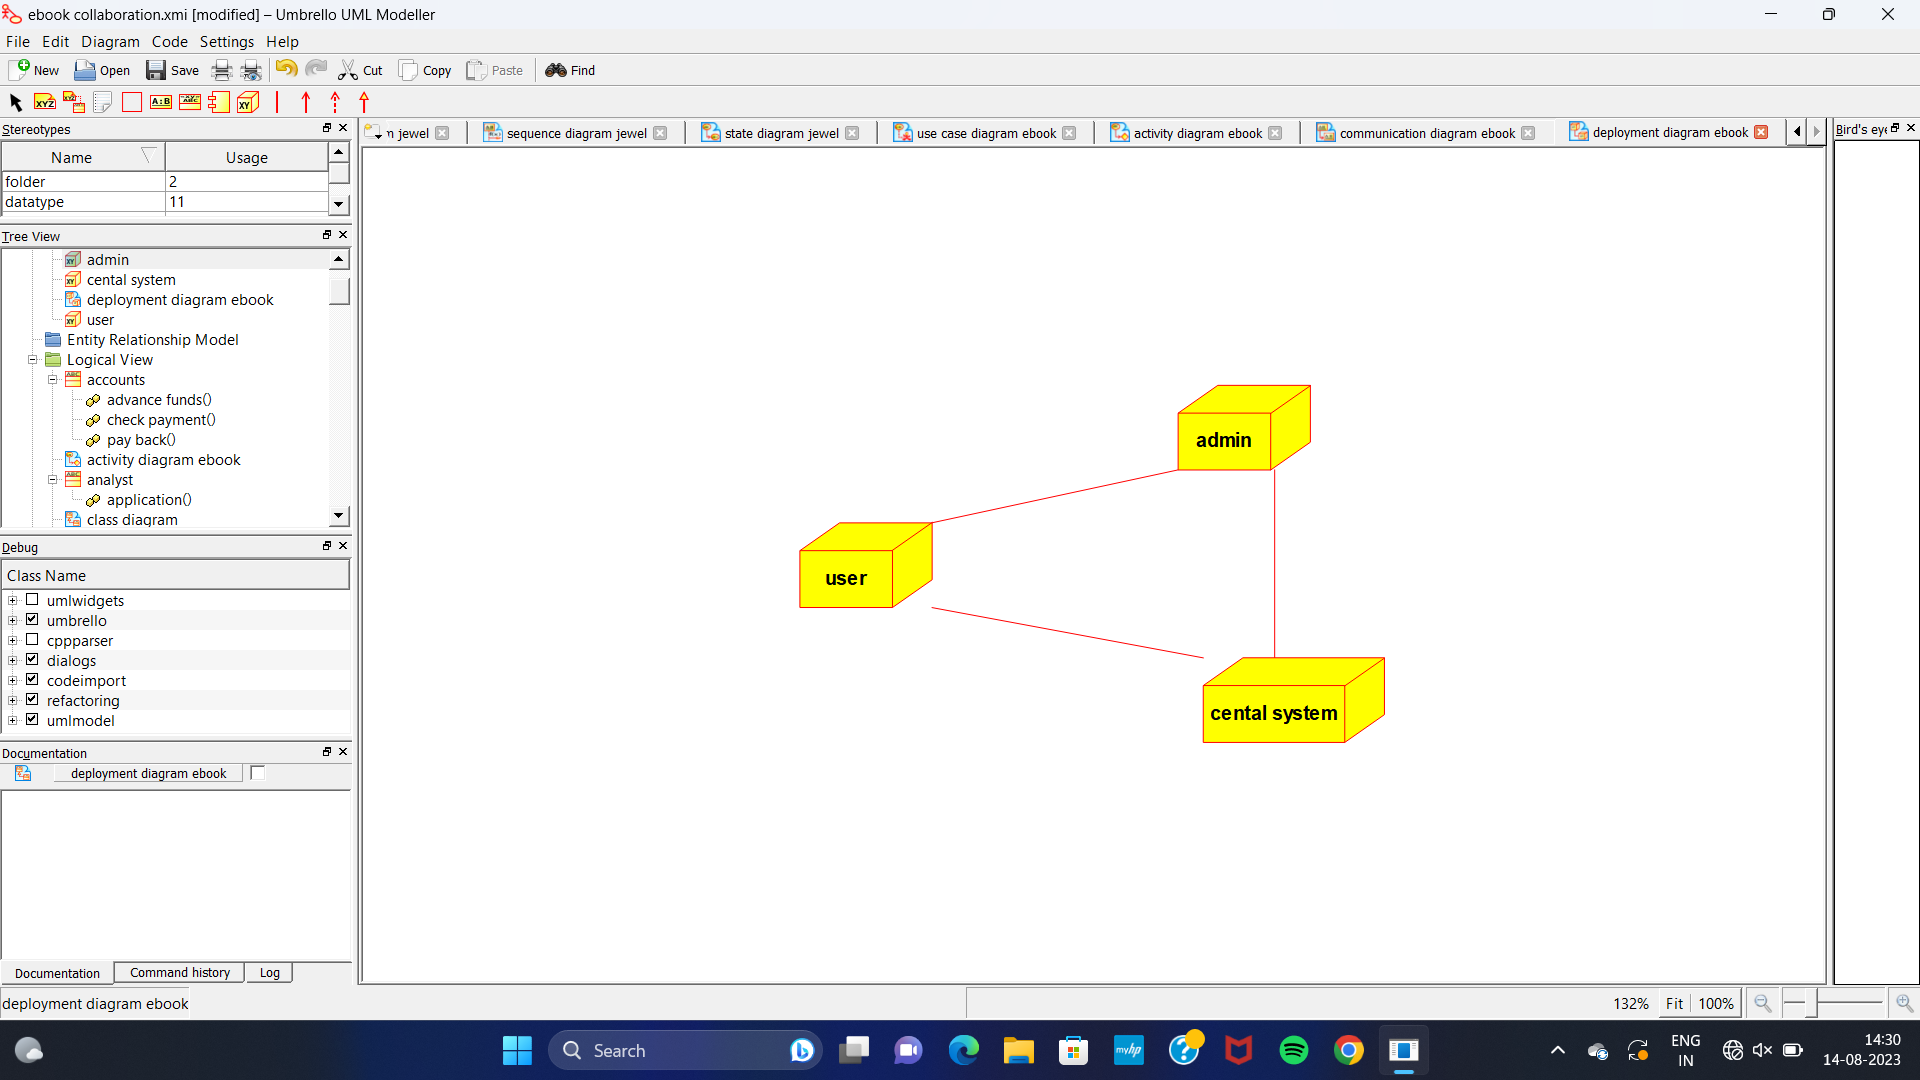 ebook collaboration.xmi [modified] – Umbrello UML Modeller
File Edit Diagram Code Settings Help
New Open Save Cut Copy Paste Find
XYZ XYZ A:B ABC XY
Stereotypes
Name Usage
folder 2
datatype 11
Tree View
admin
cental system
deployment diagram ebook
user
Entity Relationship Model
Logical View
accounts
advance funds()
check payment()
pay back()
activity diagram ebook
analyst
application()
class diagram
Debug
Class Name
umlwidgets
umbrello
cppparser
dialogs
codeimport
refactoring
umlmodel
Documentation
deployment diagram ebook
Documentation Command history Log
deployment diagram ebook
jewel sequence diagram jewel state diagram jewel use case diagram ebook activity diagram ebook communication diagram ebook deployment diagram ebook
admin
user
cental system
Bird's eye
132% Fit 100%
Search
myhp
ENG
IN
14:30
14-08-2023